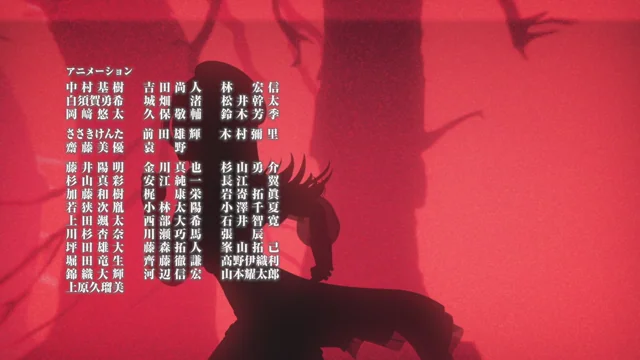 アニメーション
中村基樹 吉田尚人 林宏信
白須賀勇希 城畑渚 松井幹太
岡﨑悠太 久保敬輔 鈴木芳季
ささきけんた 前田雄輝 木村彌里
齋藤美優 袁野
藤井陽明 金川真也 杉山勇介
杉山真彩 安江純一 長江翼
加藤和樹 梶康栄 岩嵜拓眞
若狭次胤 小林太陽 小澤千夏
上田颯太 西部大希 石井智寛
川杉杏奈 川瀬巧馬 張辰
坪田雄大 藤森拓人 峯山拓己
堀田竜生 齊藤徹謙 高野伊織利
錦織大輝 河辺信宏 山本耀太郎
上原久瑠美